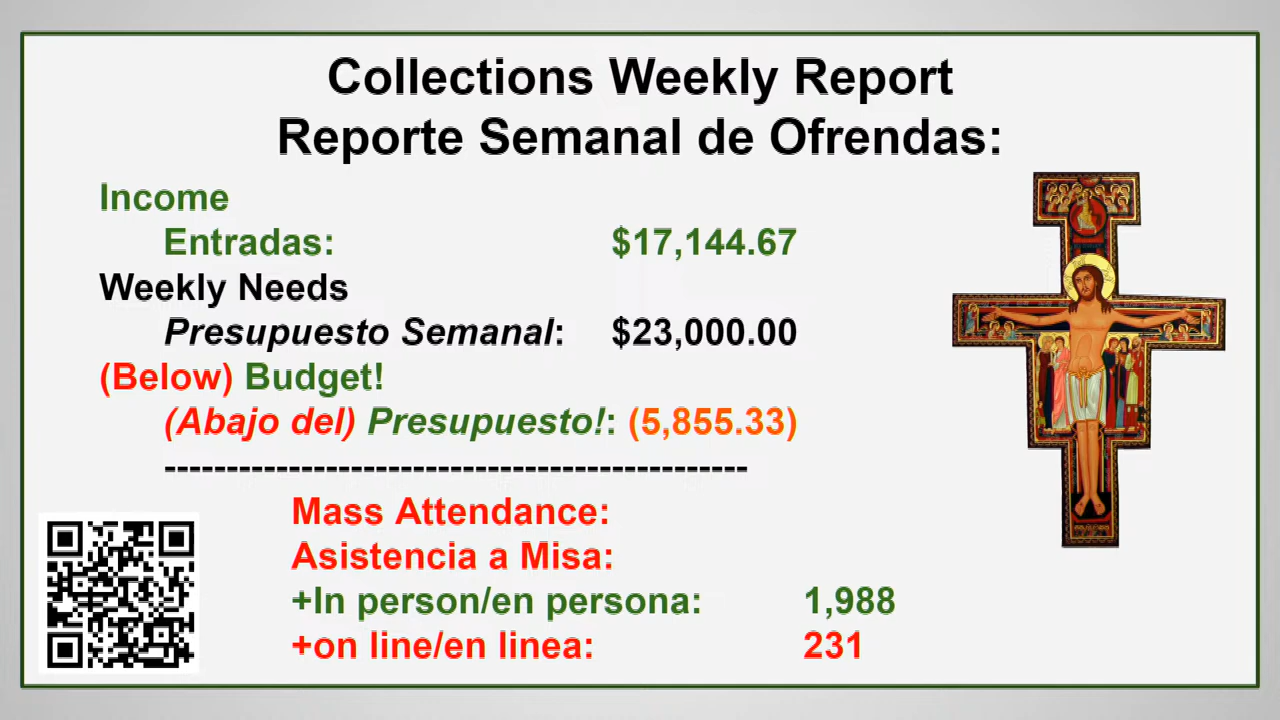 Collections Weekly Report
Reporte Semanal de Ofrendas:
Income
Entradas: $17,144.67
Weekly Needs
Presupuesto Semanal: $23,000.00
(Below) Budget!
(Abajo del) Presupuesto!: (5,855.33)
-----------------------------------------------
Mass Attendance:
Asistencia a Misa:
+In person/en persona: 1,988
+on line/en linea: 231